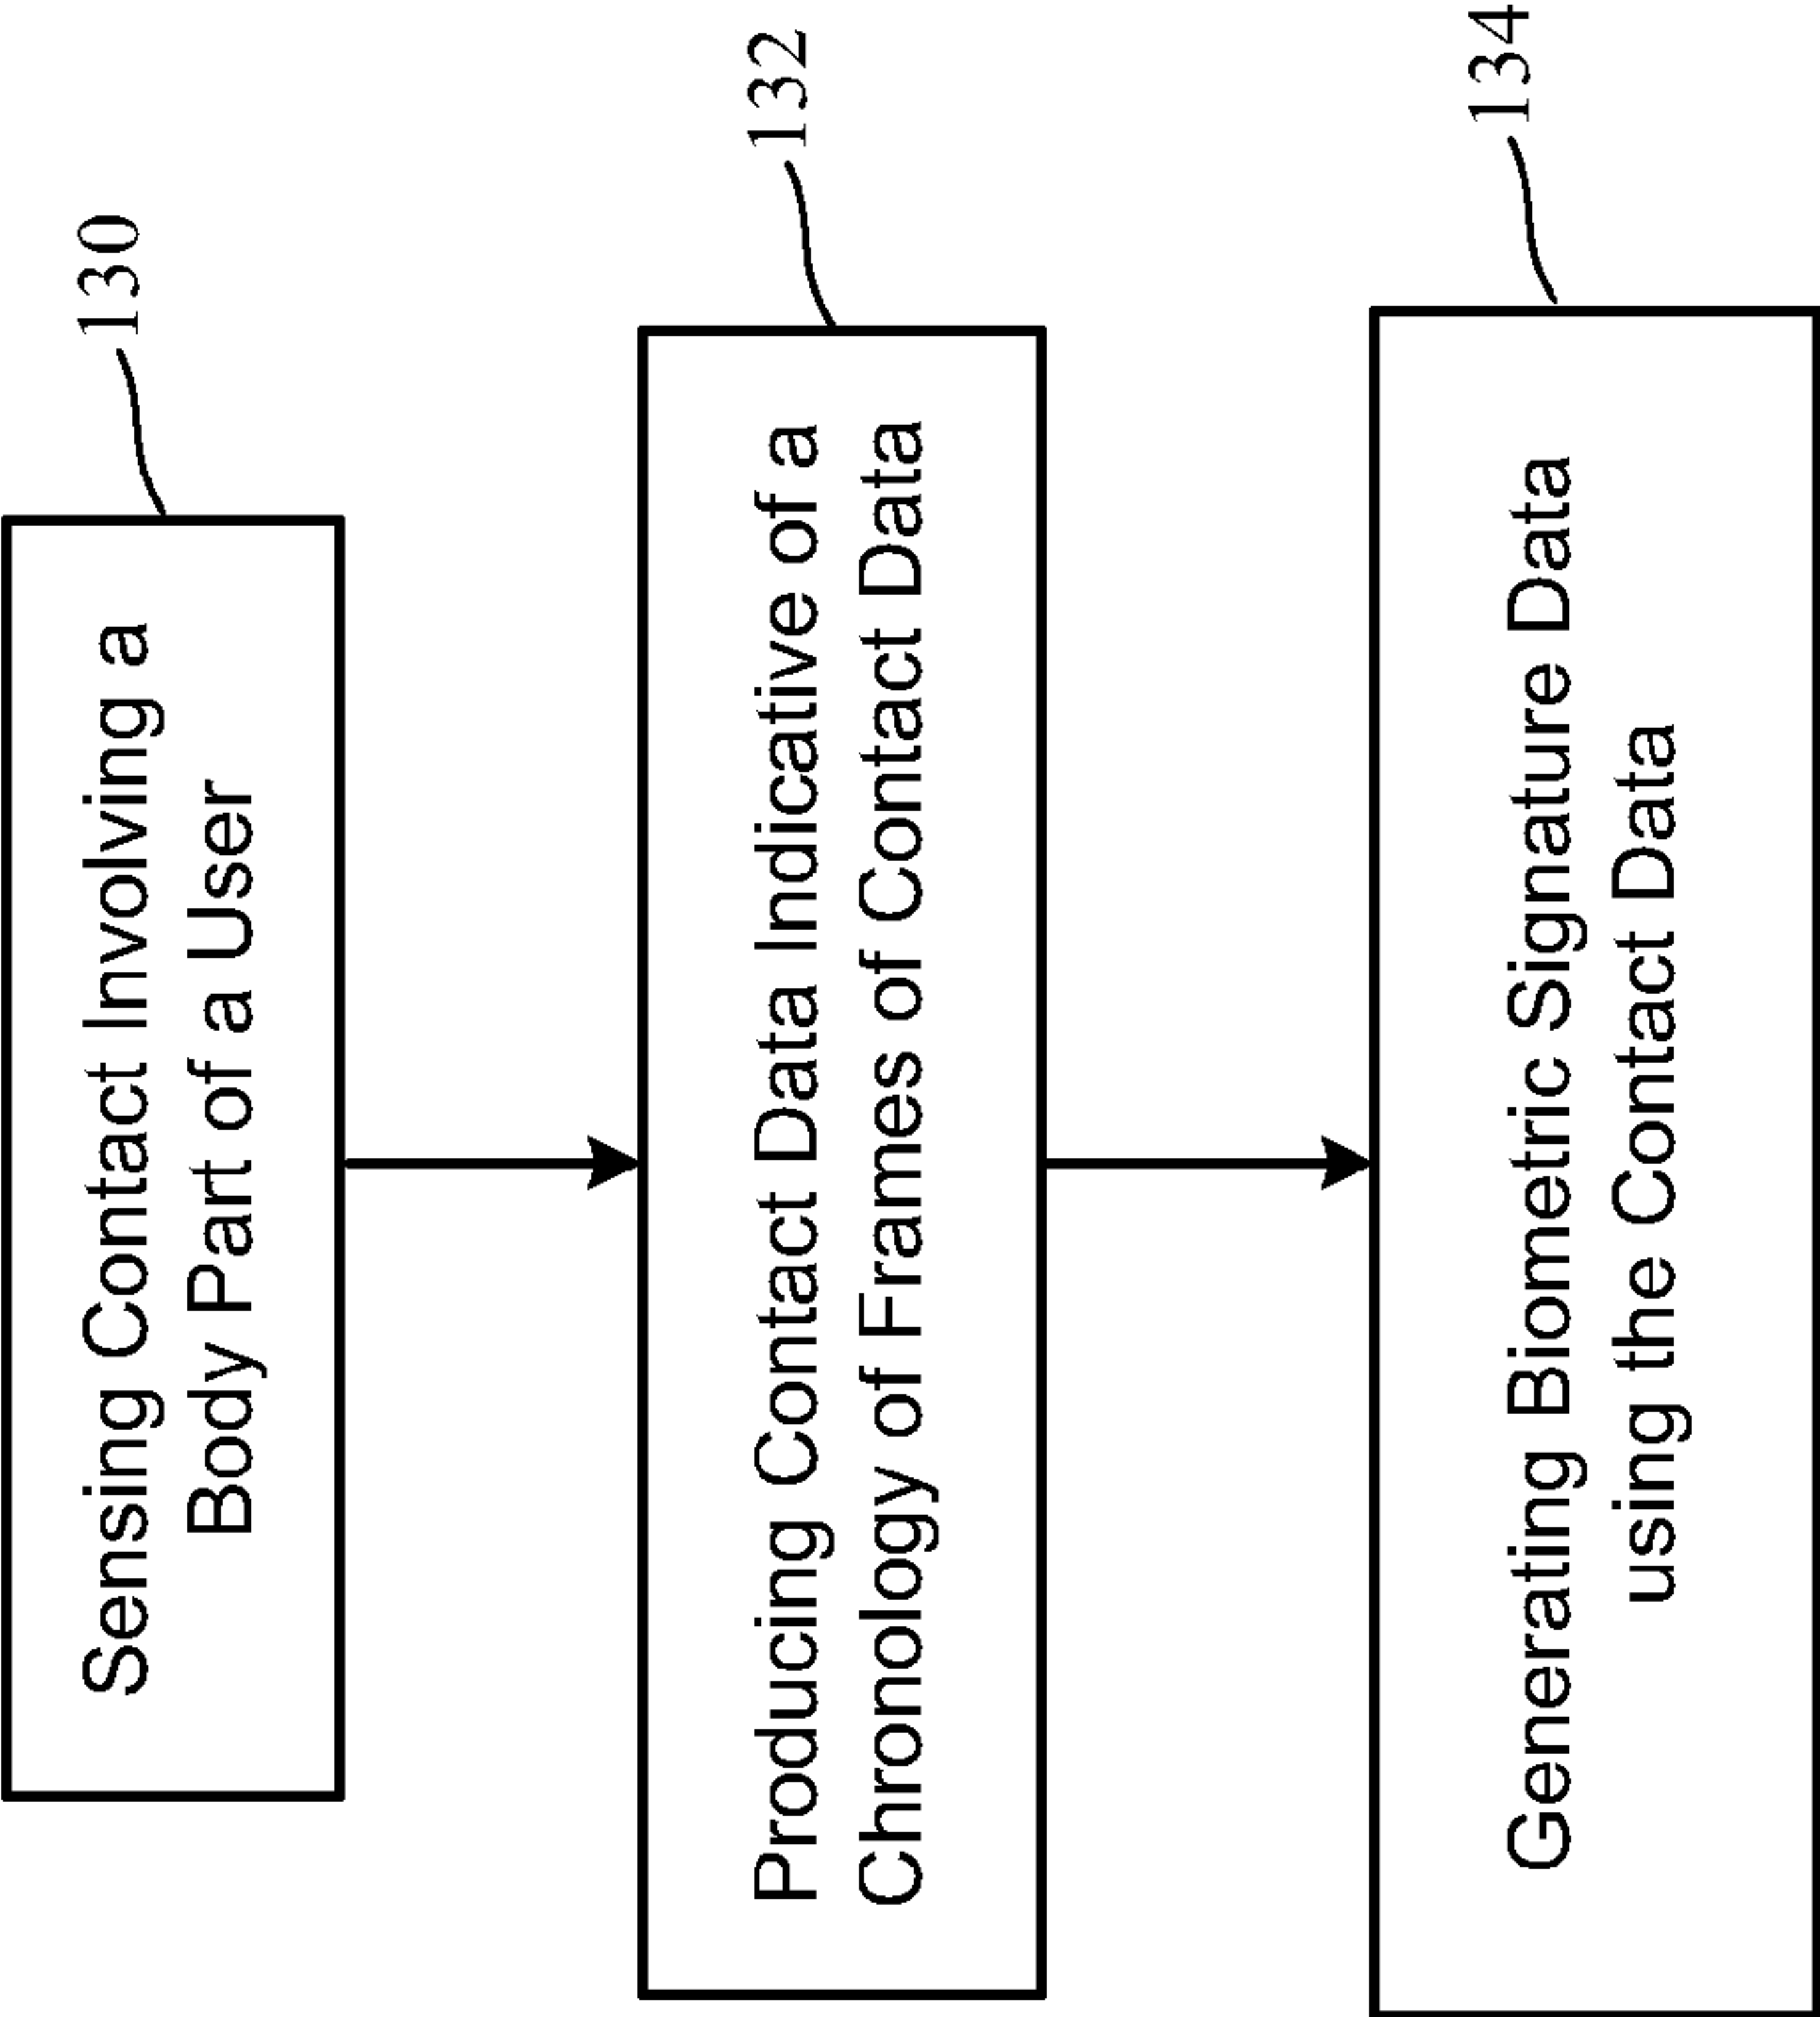 Sensing Contact Involving a
Body Part of a User
130
Producing Contact Data Indicative of a
Chronology of Frames of Contact Data
132
Generating Biometric Signature Data
using the Contact Data
134